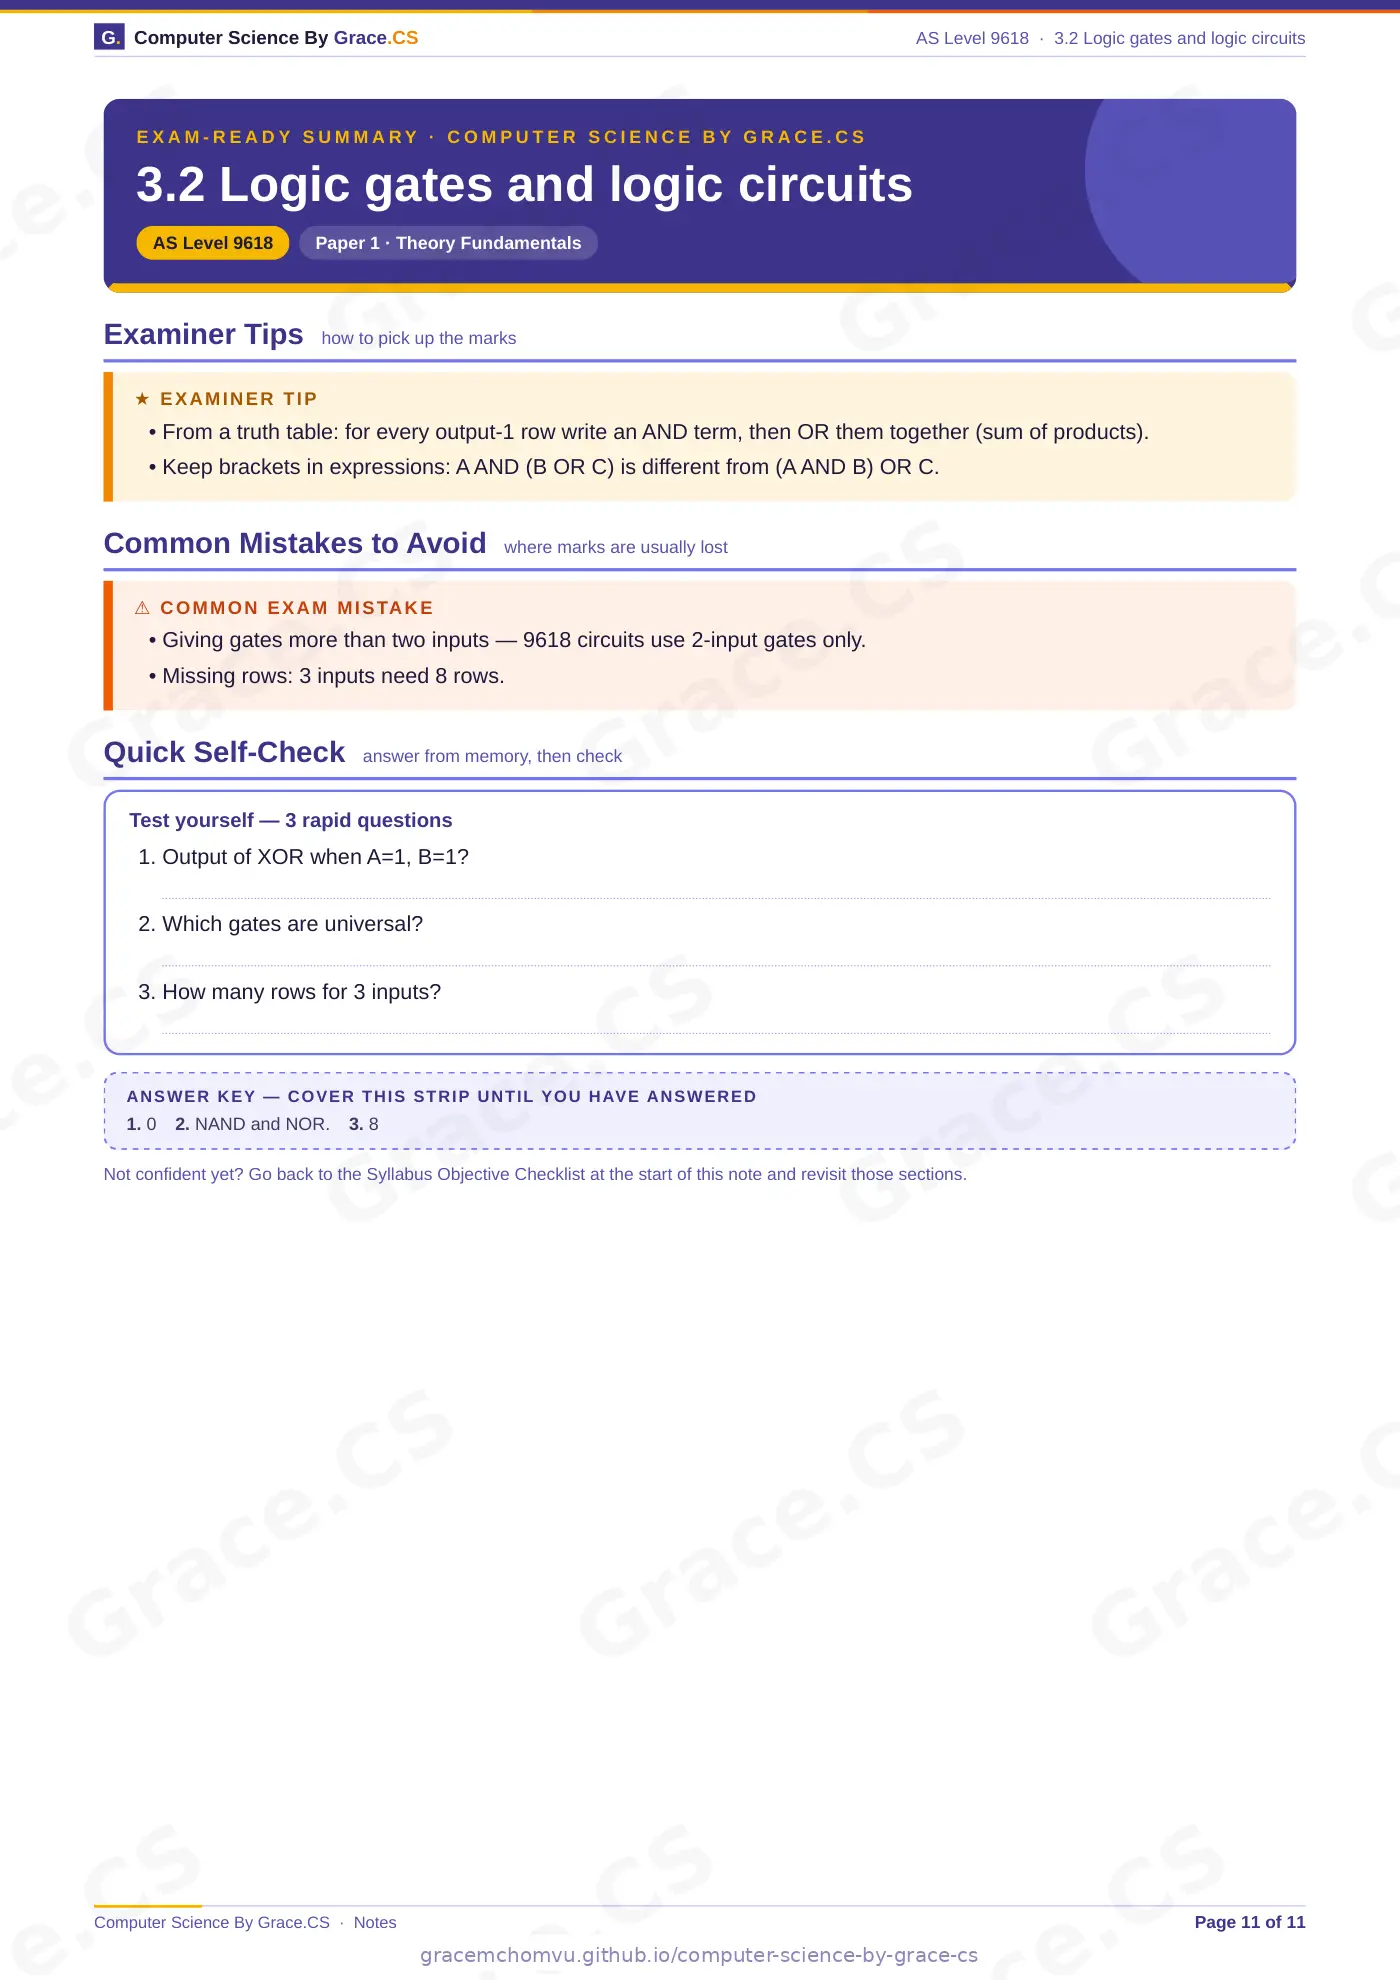 G. Computer Science By Grace.CS
AS Level 9618 · 3.2 Logic gates and logic circuits
EXAM-READY SUMMARY · COMPUTER SCIENCE BY GRACE.CS
3.2 Logic gates and logic circuits
AS Level 9618
Paper 1 · Theory Fundamentals
Examiner Tips how to pick up the marks
★ EXAMINER TIP
• From a truth table: for every output-1 row write an AND term, then OR them together (sum of products).
• Keep brackets in expressions: A AND (B OR C) is different from (A AND B) OR C.
Common Mistakes to Avoid where marks are usually lost
⚠ COMMON EXAM MISTAKE
• Giving gates more than two inputs — 9618 circuits use 2-input gates only.
• Missing rows: 3 inputs need 8 rows.
Quick Self-Check answer from memory, then check
Test yourself — 3 rapid questions
1. Output of XOR when A=1, B=1?
2. Which gates are universal?
3. How many rows for 3 inputs?
ANSWER KEY — COVER THIS STRIP UNTIL YOU HAVE ANSWERED
1. 0 2. NAND and NOR. 3. 8
Not confident yet? Go back to the Syllabus Objective Checklist at the start of this note and revisit those sections.
Computer Science By Grace.CS · Notes
Page 11 of 11
gracemchomvu.github.io/computer-science-by-grace-cs